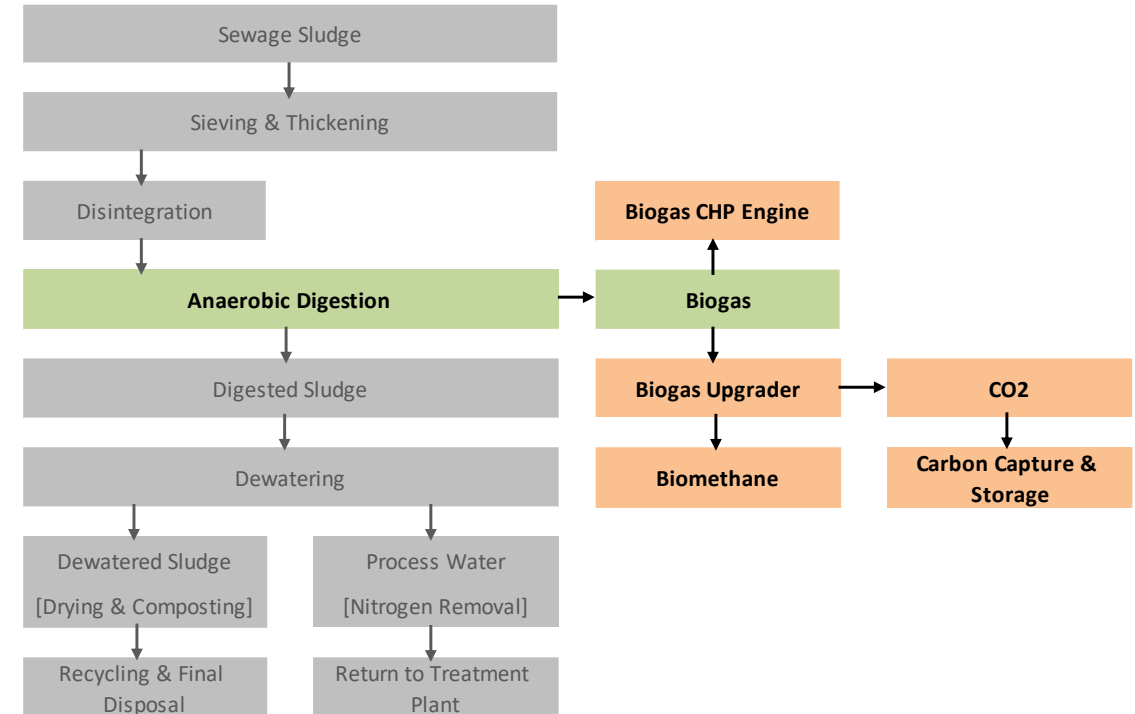 Sewage Sludge
Sieving & Thickening
Disintegration
Biogas CHP Engine
Anaerobic Digestion
Biogas
Digested Sludge
Biogas Upgrader
CO2
Dewatering
Biomethane
Carbon Capture &
Storage
Dewatered Sludge
[Drying & Composting]
Process Water
[Nitrogen Removal]
Recycling & Final
Disposal
Return to Treatment
Plant